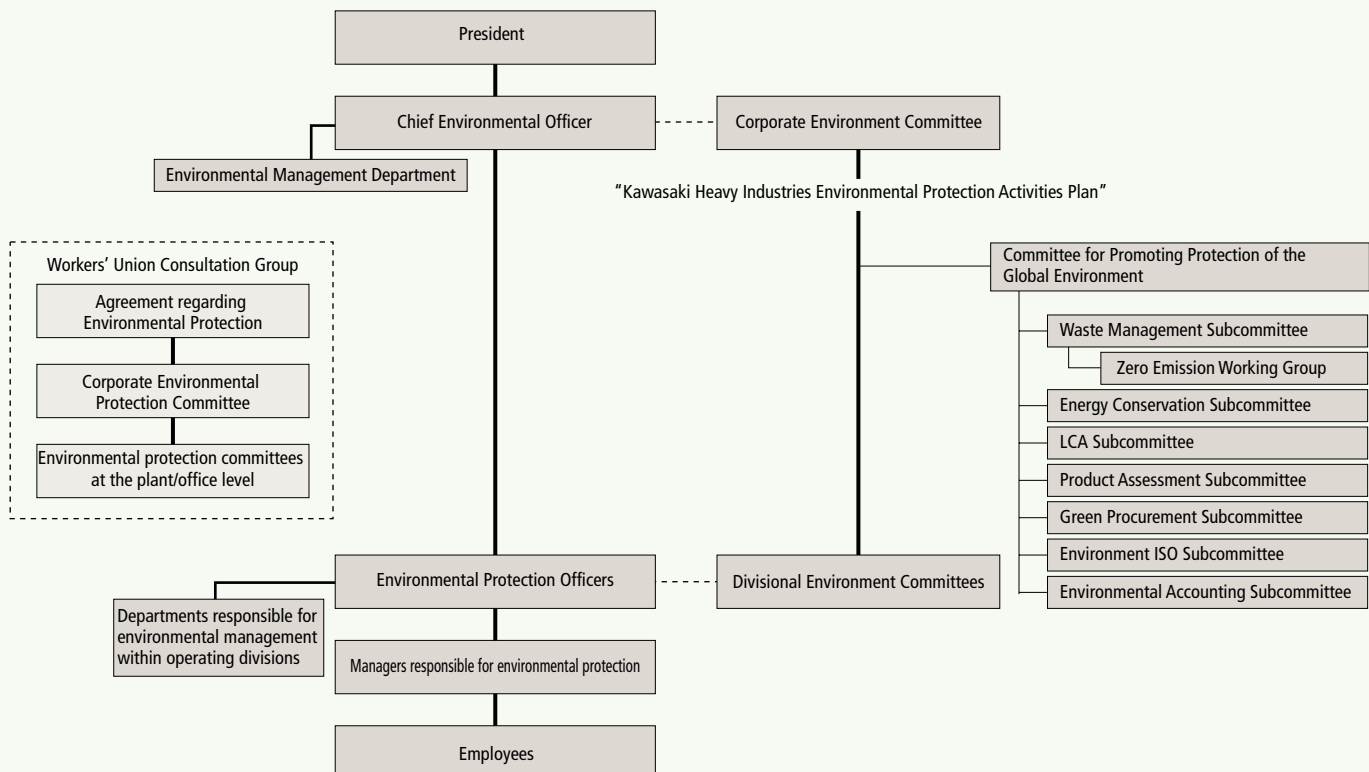 President
Chief Environmental Officer
Corporate Environment Committee
Environmental Management Department
“Kawasaki Heavy Industries Environmental Protection Activities Plan”
Workers’ Union Consultation Group
Agreement regarding
Environmental Protection
Corporate Environmental
Protection Committee
Environmental protection committees
at the plant/office level
Committee for Promoting Protection of the
Global Environment
Waste Management Subcommittee
Zero Emission Working Group
Energy Conservation Subcommittee
LCA Subcommittee
Product Assessment Subcommittee
Green Procurement Subcommittee
Environment ISO Subcommittee
Environmental Accounting Subcommittee
Environmental Protection Officers
Divisional Environment Committees
Departments responsible for
environmental management
within operating divisions
Managers responsible for environmental protection
Employees